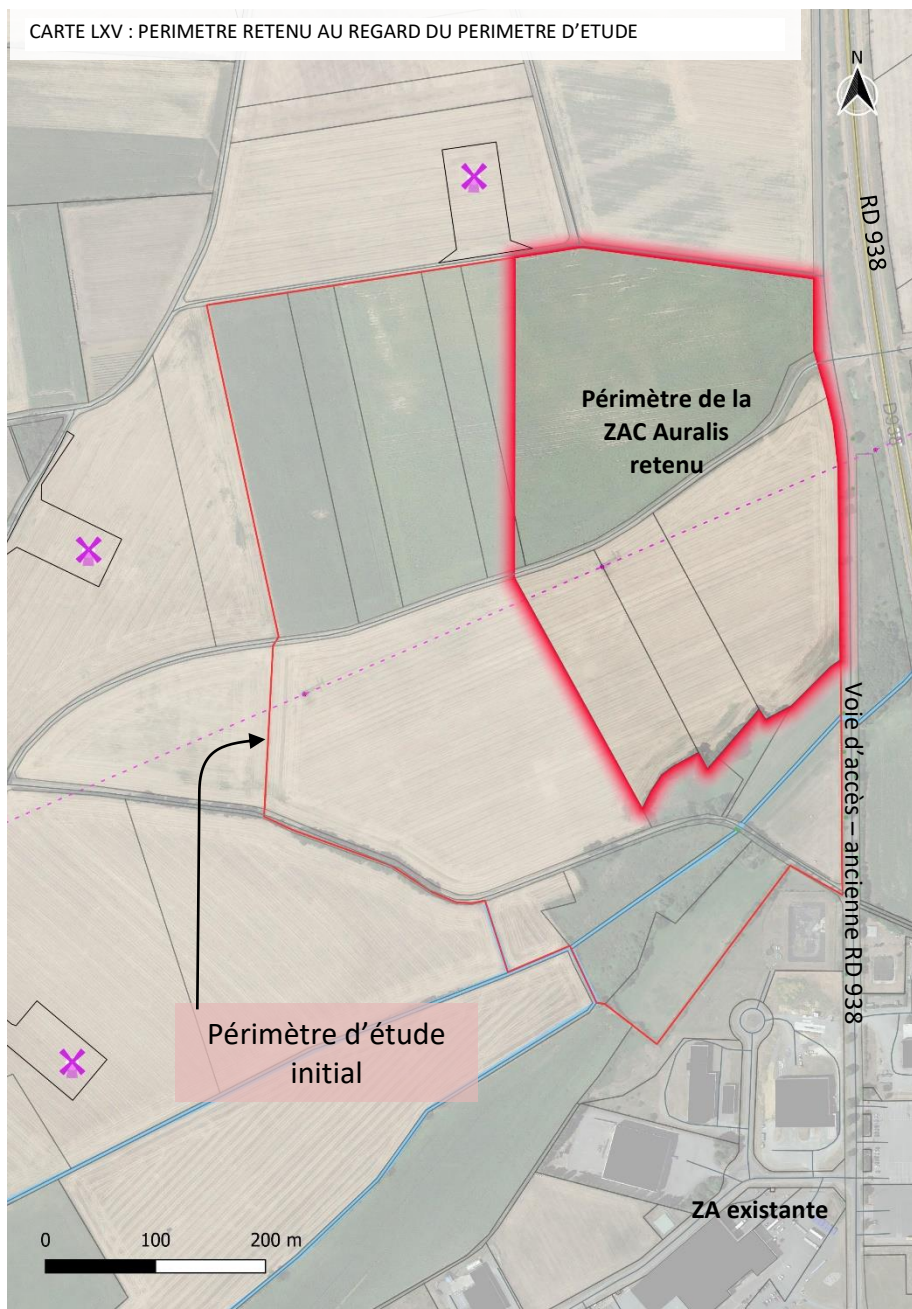 CARTE LXV : PERIMETRE RETENU AU REGARD DU PERIMETRE D'ETUDE
N
RD 938
D938
Périmètre de la
ZAC Auralis
retenu
Voie d'accès – ancienne RD 938
Périmètre d'étude
initial
ZA existante
0 100 200 m